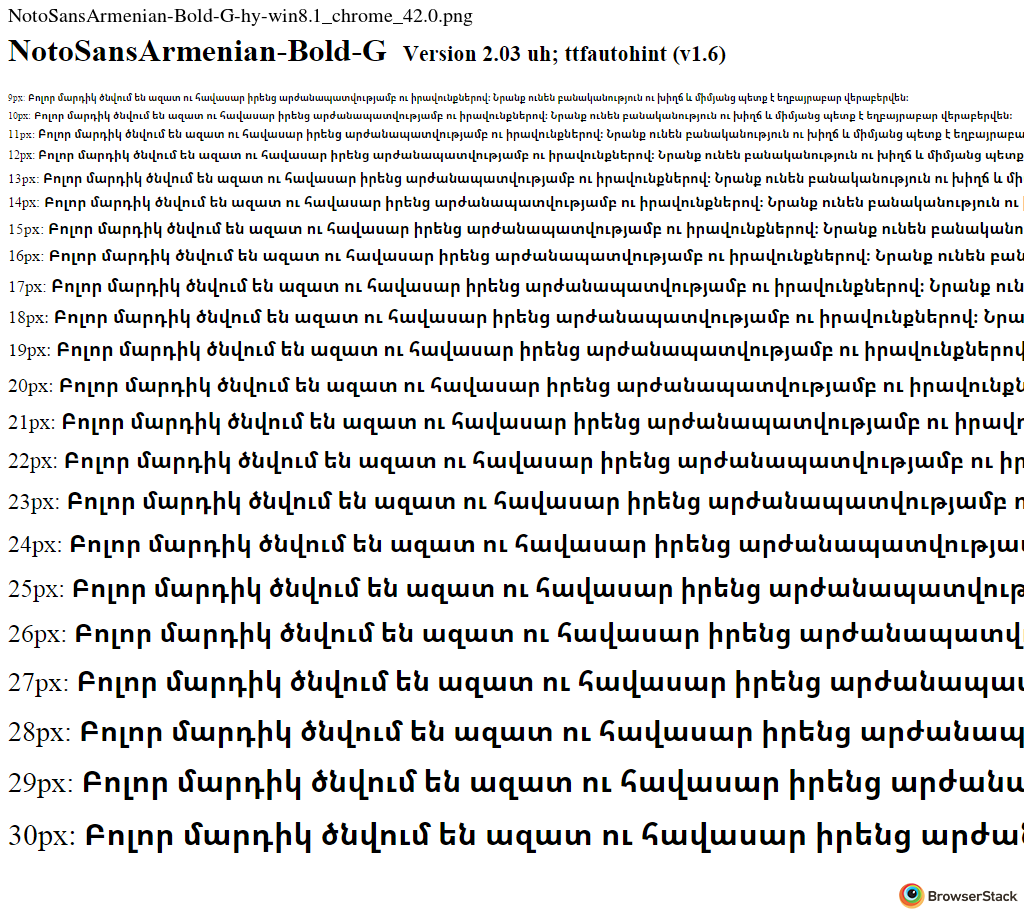 NotoSansArmenian-Bold-G-hy-win8.1_chrome_42.0.png
NotoSansArmenian-Bold-G Version 2.03 uh; ttfautohint (v1.6)
9px: Բոլոր մարդիկ ծնվում են ազատ ու հավասար իրենց արժանապատվությամբ ու իրավունքներով։ Նրանք ունեն բանականություն ու խիղճ և միմյանց պետք է եղբայրաբար վերաբերվեն։
10px: Բոլոր մարդիկ ծնվում են ազատ ու հավասար իրենց արժանապատվությամբ ու իրավունքներով։ Նրանք ունեն բանականություն ու խիղճ և միմյանց պետք է եղբայրաբար վերաբերվեն։
11px: Բոլոր մարդիկ ծնվում են ազատ ու հավասար իրենց արժանապատվությամբ ու իրավունքներով։ Նրանք ունեն բանականություն ու խիղճ և միմյանց պետք է եղբայրաբա
12px: Բոլոր մարդիկ ծնվում են ազատ ու հավասար իրենց արժանապատվությամբ ու իրավունքներով։ Նրանք ունեն բանականություն ու խիղճ և միմյանց պետք
13px: Բոլոր մարդիկ ծնվում են ազատ ու հավասար իրենց արժանապատվությամբ ու իրավունքներով։ Նրանք ունեն բանականություն ու խիղճ և մի
14px: Բոլոր մարդիկ ծնվում են ազատ ու հավասար իրենց արժանապատվությամբ ու իրավունքներով։ Նրանք ունեն բանականություն ու
15px: Բոլոր մարդիկ ծնվում են ազատ ու հավասար իրենց արժանապատվությամբ ու իրավունքներով։ Նրանք ունեն բանականո
16px: Բոլոր մարդիկ ծնվում են ազատ ու հավասար իրենց արժանապատվությամբ ու իրավունքներով։ Նրանք ունեն բան
17px: Բոլոր մարդիկ ծնվում են ազատ ու հավասար իրենց արժանապատվությամբ ու իրավունքներով։ Նրանք ուն
18px: Բոլոր մարդիկ ծնվում են ազատ ու հավասար իրենց արժանապատվությամբ ու իրավունքներով։ Նրա
19px: Բոլոր մարդիկ ծնվում են ազատ ու հավասար իրենց արժանապատվությամբ ու իրավունքներով
20px: Բոլոր մարդիկ ծնվում են ազատ ու հավասար իրենց արժանապատվությամբ ու իրավունքն
21px: Բոլոր մարդիկ ծնվում են ազատ ու հավասար իրենց արժանապատվությամբ ու իրավո
22px: Բոլոր մարդիկ ծնվում են ազատ ու հավասար իրենց արժանապատվությամբ ու իր
23px: Բոլոր մարդիկ ծնվում են ազատ ու հավասար իրենց արժանապատվությամբ ո
24px: Բոլոր մարդիկ ծնվում են ազատ ու հավասար իրենց արժանապատվությա
25px: Բոլոր մարդիկ ծնվում են ազատ ու հավասար իրենց արժանապատվութ
26px: Բոլոր մարդիկ ծնվում են ազատ ու հավասար իրենց արժանապատվ
27px: Բոլոր մարդիկ ծնվում են ազատ ու հավասար իրենց արժանապա
28px: Բոլոր մարդիկ ծնվում են ազատ ու հավասար իրենց արժանապ
29px: Բոլոր մարդիկ ծնվում են ազատ ու հավասար իրենց արժանա
30px: Բոլոր մարդիկ ծնվում են ազատ ու հավասար իրենց արժա
BrowserStack